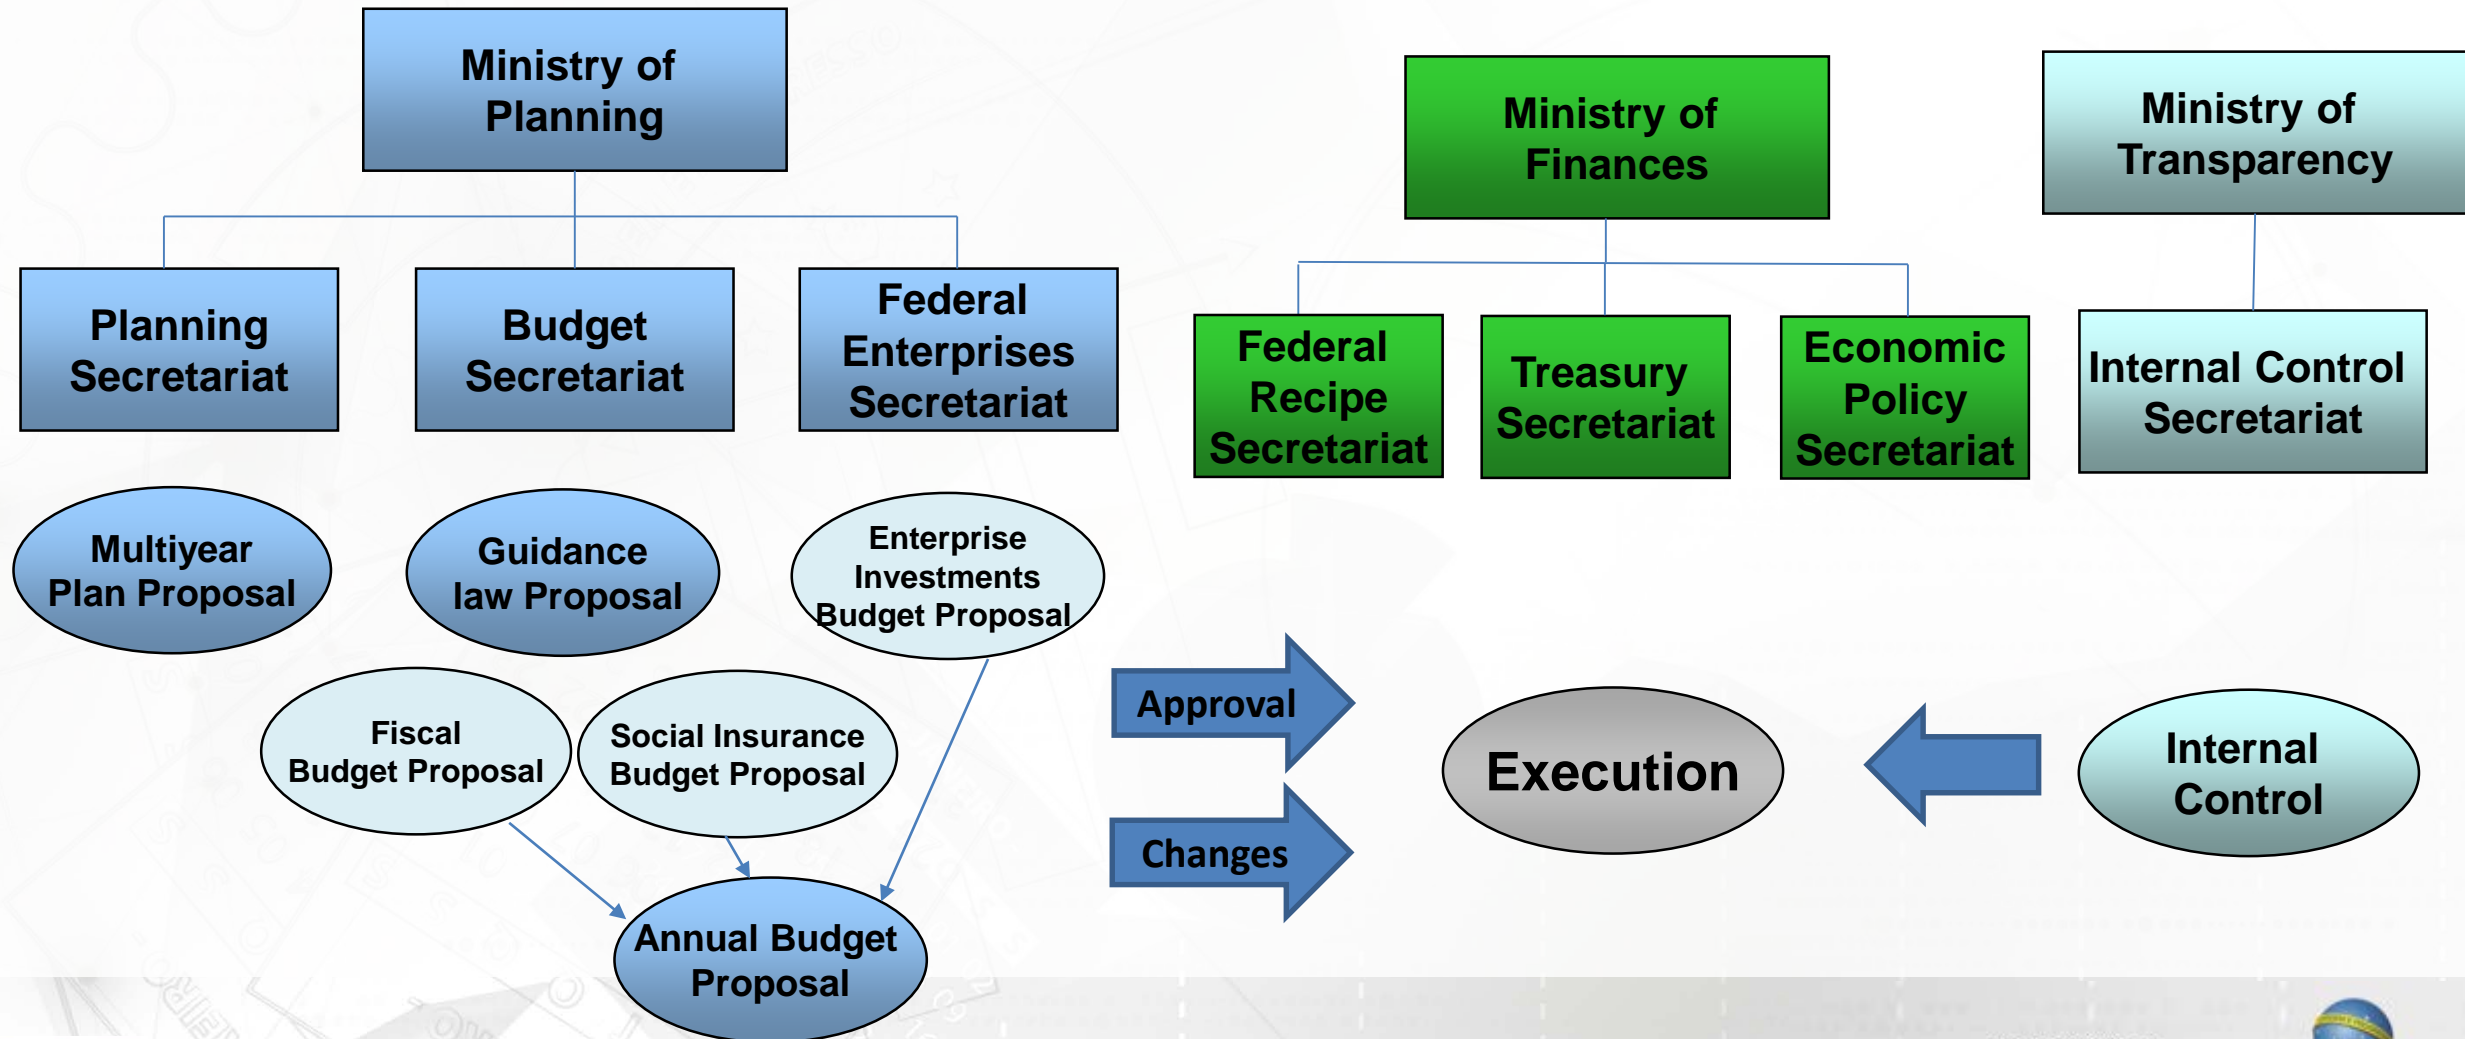 Ministry of
Planning
Ministry of
Finances
Ministry of
Transparency
Planning
Secretariat
Budget
Secretariat
Federal
Enterprises
Secretariat
Federal
Recipe
Secretariat
Treasury
Secretariat
Economic
Policy
Secretariat
Internal Control
Secretariat
Multiyear
Plan Proposal
Guidance
law Proposal
Enterprise
Investments
Budget Proposal
Fiscal
Budget Proposal
Social Insurance
Budget Proposal
Annual Budget
Proposal
Approval
Changes
Execution
Internal
Control